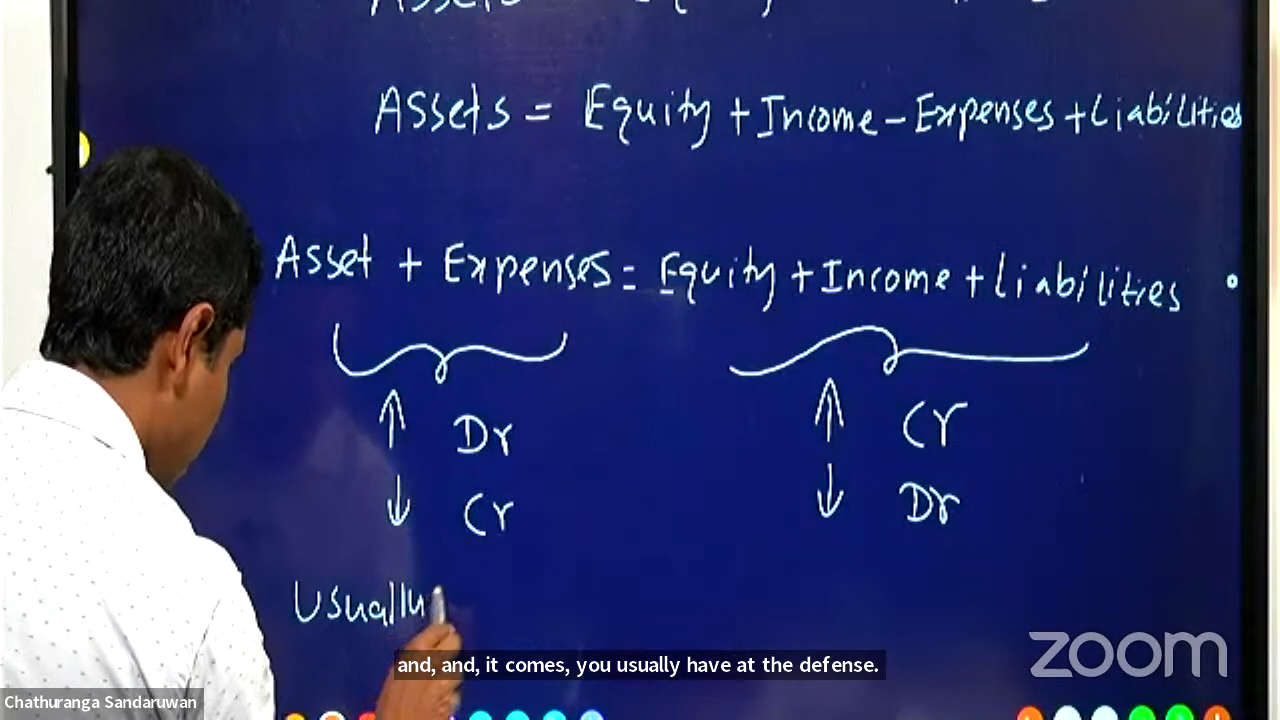 Assets = Equity + Income - Expenses + Liabilities
Asset + Expenses = Equity + Income + Liabilities
↑ Dr ↑ Cr
↓ Cr ↓ Dr
Usually
and, and, it comes, you usually have at the defense.
zoom
Chathuranga Sandaruwan